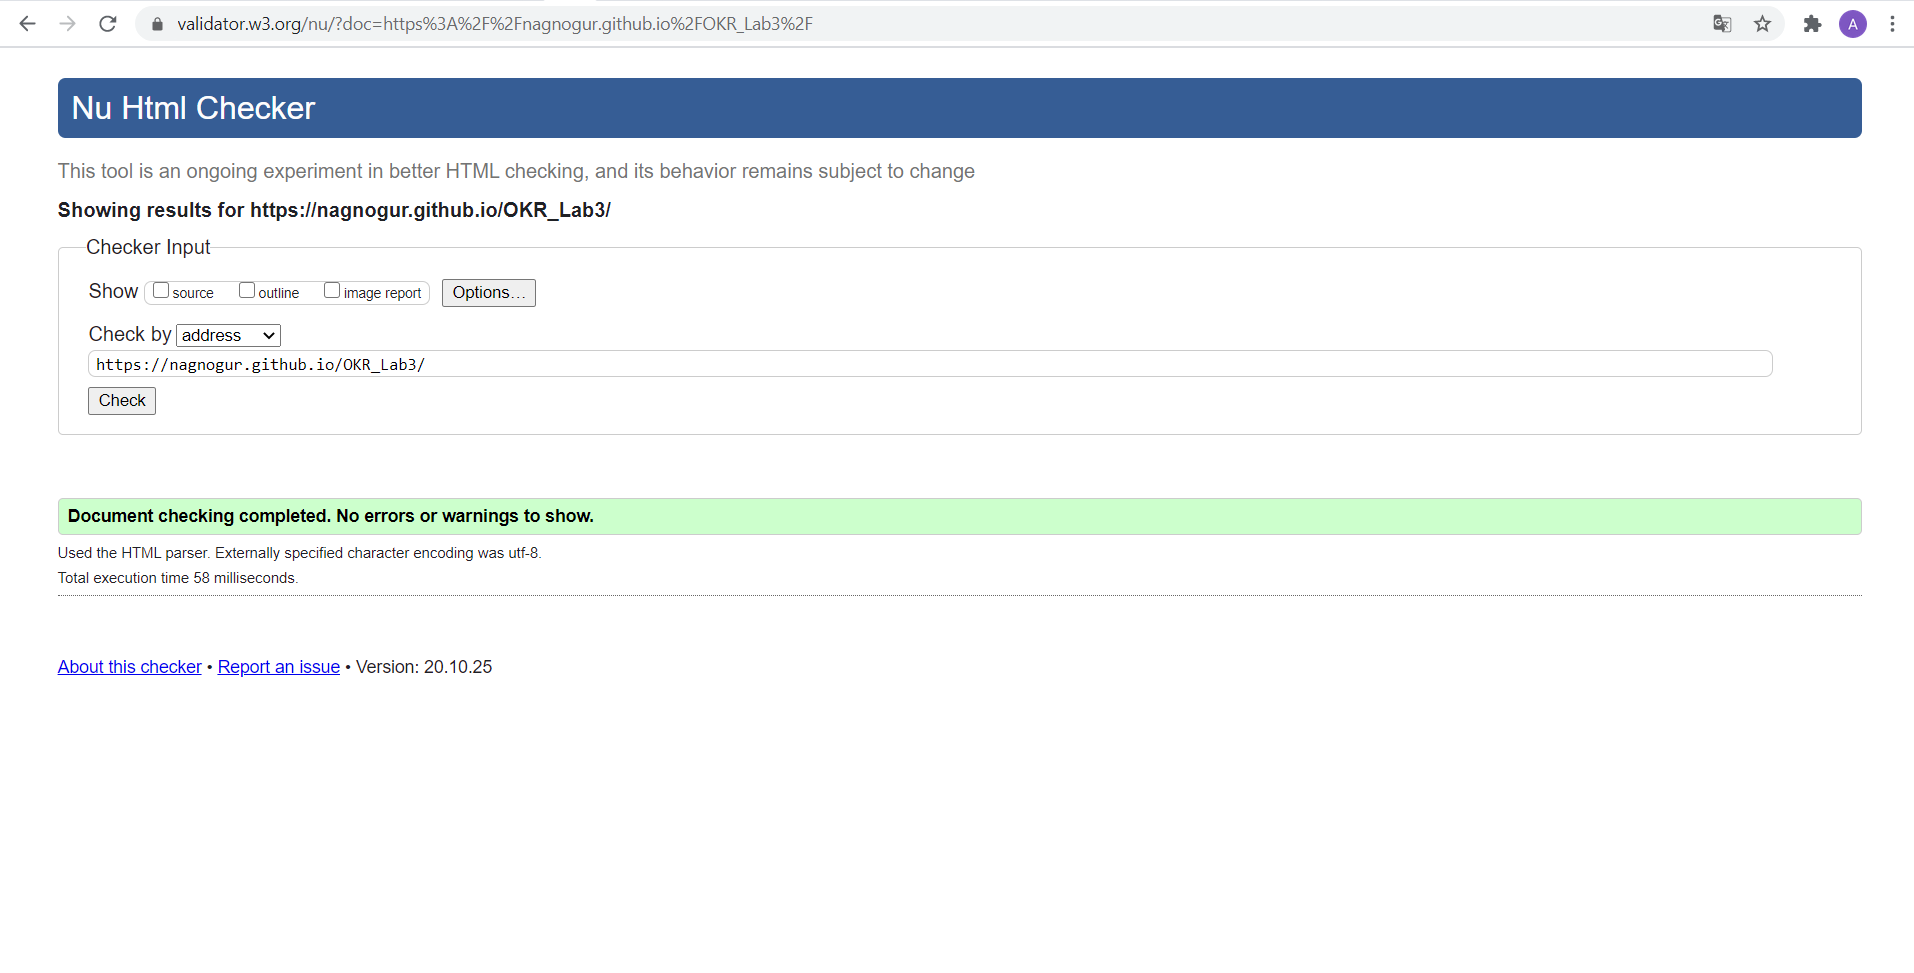 validator.w3.org/nu/?doc=https%3A%2F%2Fnagnogur.github.io%2FOKR_Lab3%2F
A
Nu Html Checker
This tool is an ongoing experiment in better HTML checking, and its behavior remains subject to change
Showing results for https://nagnogur.github.io/OKR_Lab3/
Checker Input
Show source outline image report Options...
Check by address
https://nagnogur.github.io/OKR_Lab3/
Check
Document checking completed. No errors or warnings to show.
Used the HTML parser. Externally specified character encoding was utf-8.
Total execution time 58 milliseconds.
About this checker • Report an issue • Version: 20.10.25